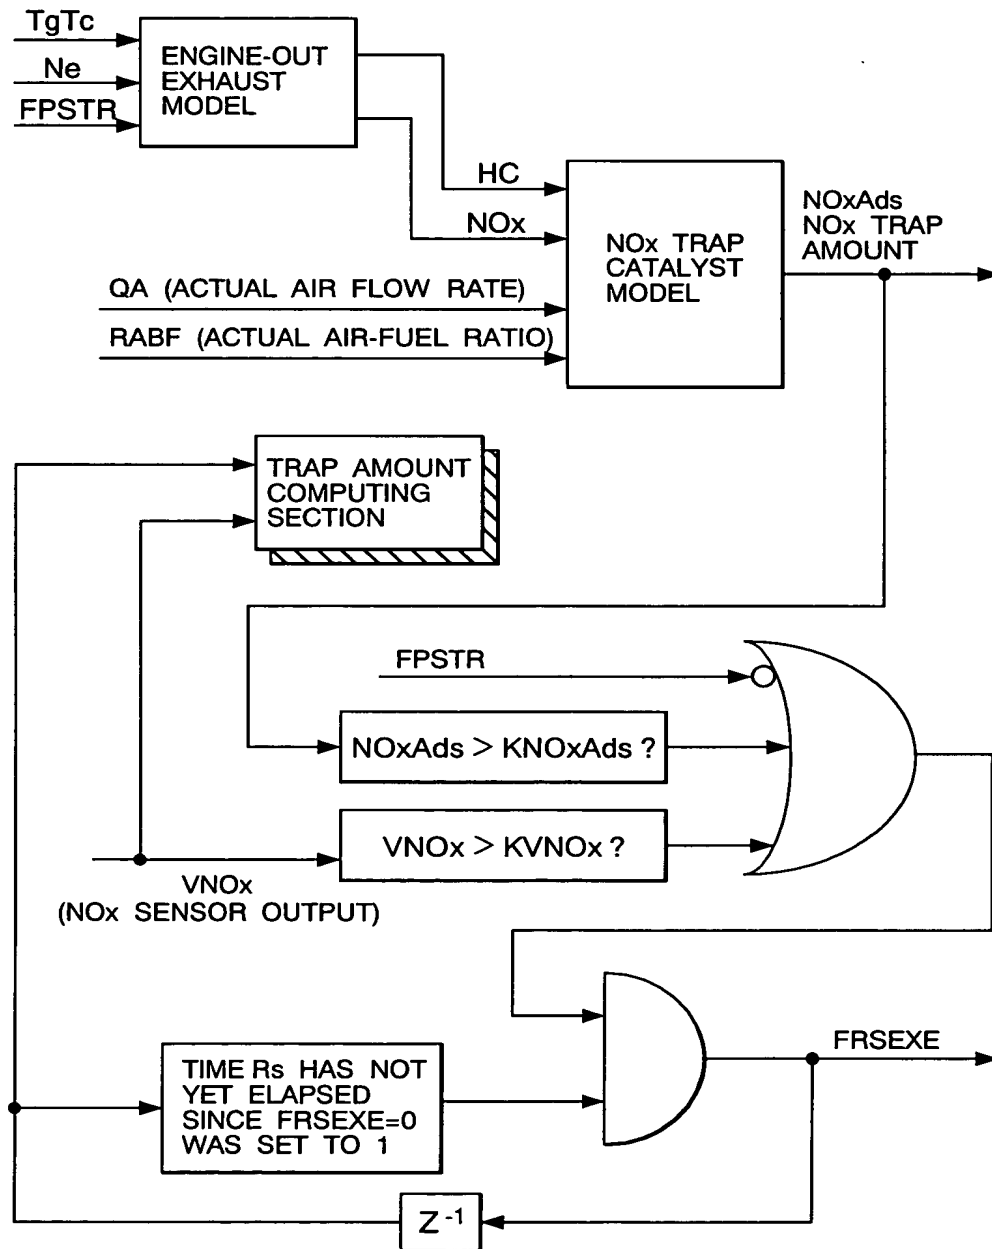 TgTc
Ne
FPSTR
ENGINE-OUT
EXHAUST
MODEL
HC
NOx
QA (ACTUAL AIR FLOW RATE)
RABF (ACTUAL AIR-FUEL RATIO)
NOx TRAP
CATALYST
MODEL
NOxAds
NOx TRAP
AMOUNT
TRAP AMOUNT
COMPUTING
SECTION
FPSTR
NOxAds > KNOxAds ?
VNOx > KVNOx ?
VNOx
(NOx SENSOR OUTPUT)
TIME Rs HAS NOT
YET ELAPSED
SINCE FRSEXE=0
WAS SET TO 1
FRSEXE
Z⁻¹